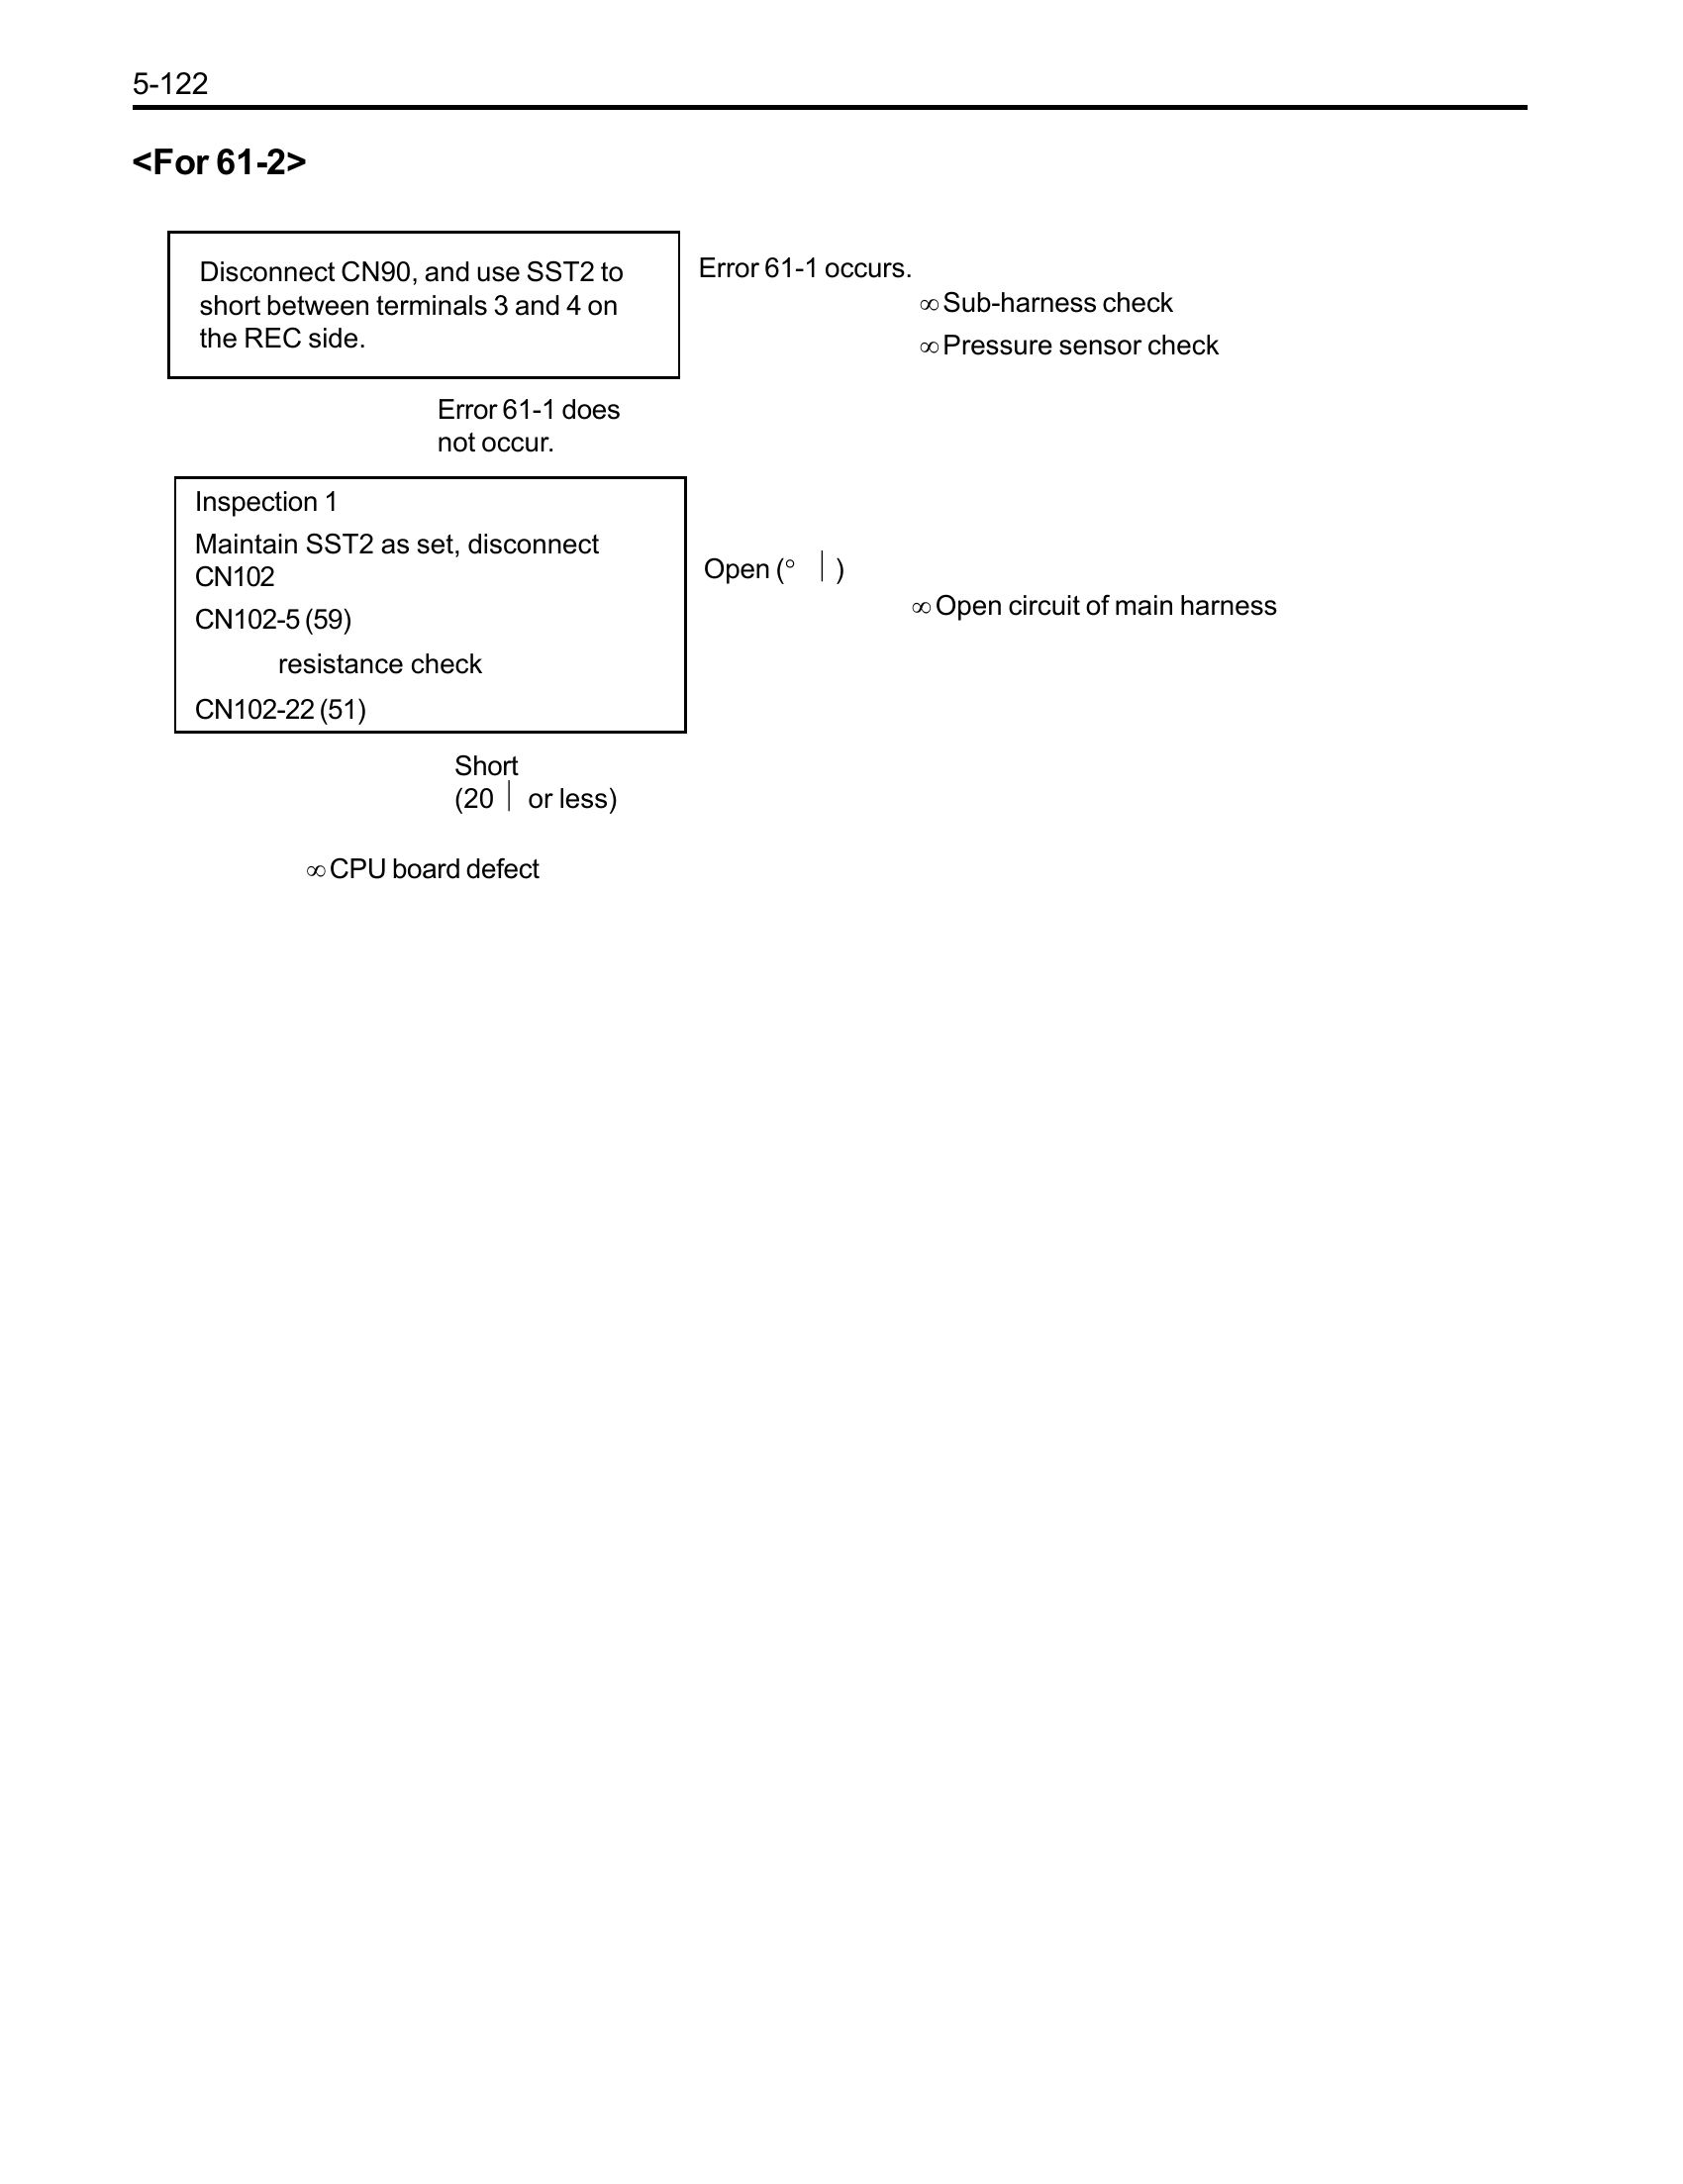 5-122
<For 61-2>
Disconnect CN90, and use SST2 to
short between terminals 3 and 4 on
the REC side.
Error 61-1 occurs.
∞ Sub-harness check
∞ Pressure sensor check
Error 61-1 does
not occur.
Inspection 1
Maintain SST2 as set, disconnect
CN102
CN102-5 (59)
resistance check
CN102-22 (51)
Open (° | )
∞ Open circuit of main harness
Short
(20 | or less)
∞ CPU board defect